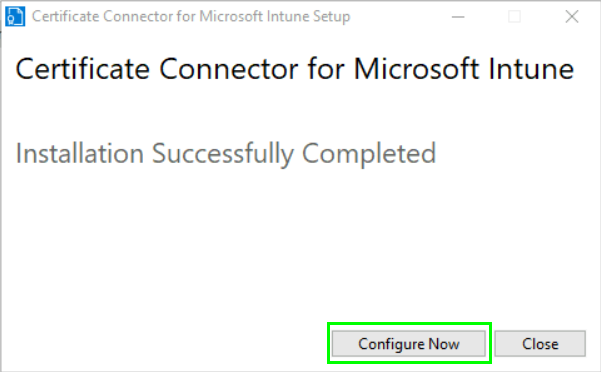 Certificate Connector for Microsoft Intune Setup
Certificate Connector for Microsoft Intune
Installation Successfully Completed
Configure Now
Close